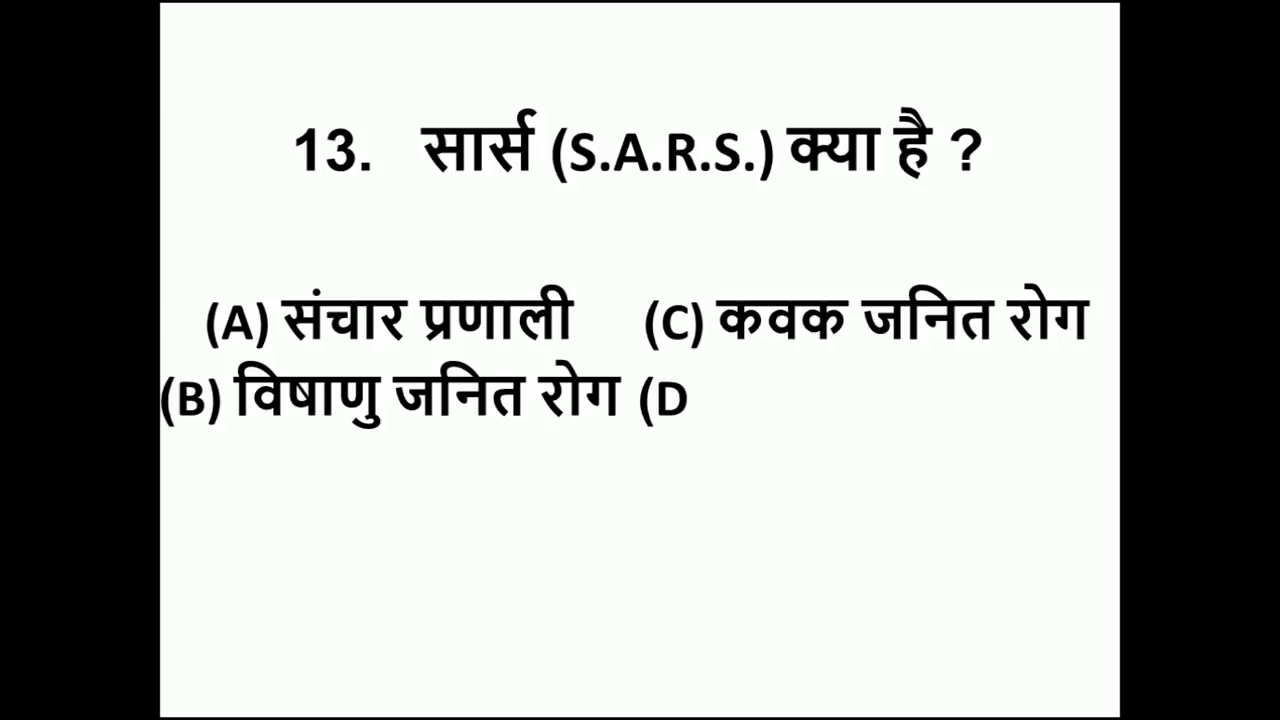 13. सार्स (S.A.R.S.) क्या है ?
(A) संचार प्रणाली (C) कवक जनित रोग
(B) विषाणु जनित रोग (D